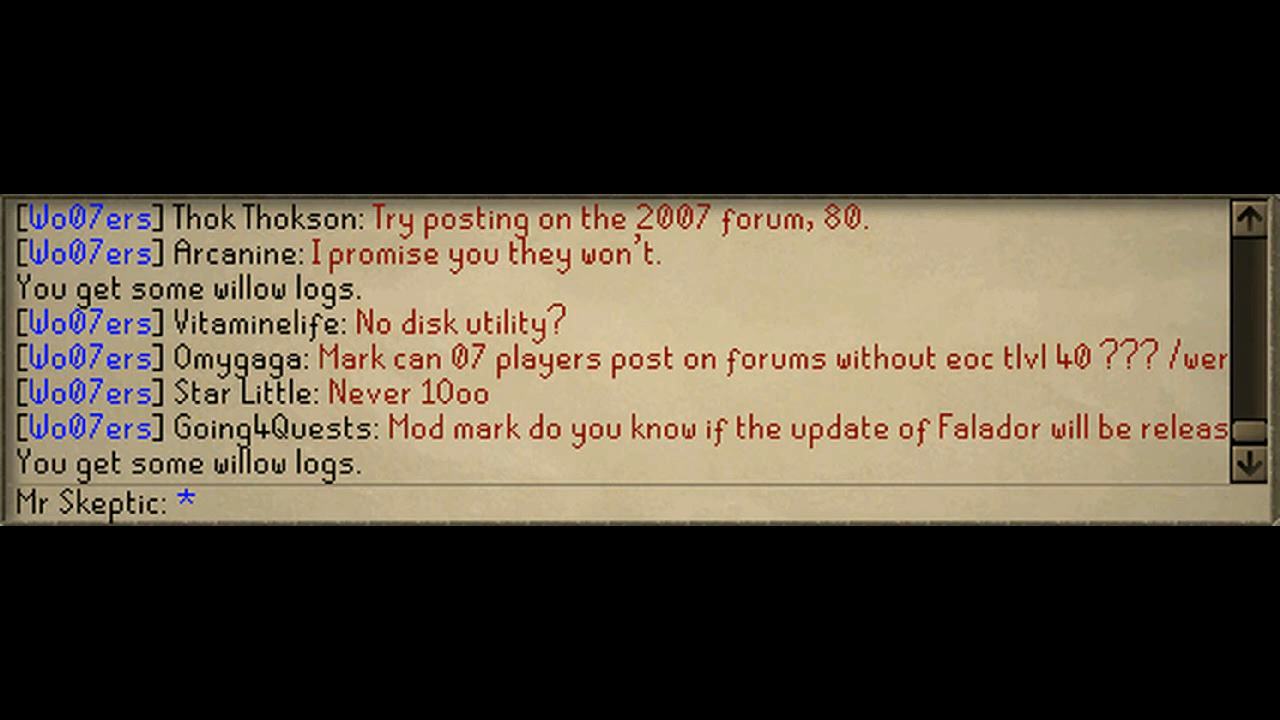 [Wo07ers] Thok Thokson: Try posting on the 2007 forum, 80.
[Wo07ers] Arcanine: I promise you they won't.
You get some willow logs.
[Wo07ers] Vitaminelife: No disk utility?
[Wo07ers] Omygaga: Mark can 07 players post on forums without eoc tlvl 40 ??? /wer
[Wo07ers] Star Little: Never 10oo
[Wo07ers] Going4Quests: Mod mark do you know if the update of Falador will be releas
You get some willow logs.
Mr Skeptic: *